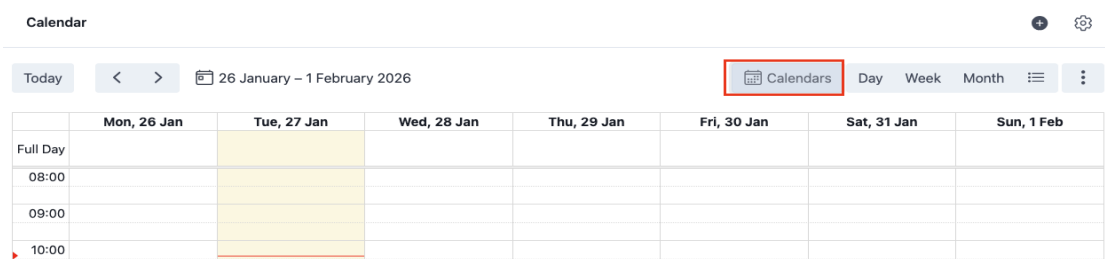 Calendar
Today 26 January – 1 February 2026 Calendars Day Week Month
Mon, 26 Jan Tue, 27 Jan Wed, 28 Jan Thu, 29 Jan Fri, 30 Jan Sat, 31 Jan Sun, 1 Feb
Full Day
08:00
09:00
10:00